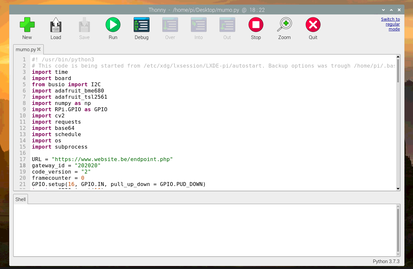 Thonny - /home/pi/Desktop/mumo.py @ 18 : 22
New
Load
Save
Run
Debug
Over
Into
Out
Stop
Zoom
Quit
Switch to
regular
mode
mumo.py ×
1 #! /usr/bin/python3
2 # This code is being started from /etc/xdg/lxsession/LXDE-pi/autostart. Backup options was trough /home/pi/.bas
3 import time
4 import board
5 from busio import I2C
6 import adafruit_bme680
7 import adafruit_tsl2561
8 import numpy as np
9 import RPi.GPIO as GPIO
10 import cv2
11 import requests
12 import base64
13 import schedule
14 import os
15 import subprocess
16
17 URL = "https://www.website.be/endpoint.php"
18 gateway_id = "202020"
19 code_version = "2"
20 framecounter = 0
21 GPIO.setup(16, GPIO.IN, pull_up_down = GPIO.PUD_DOWN)
Shell
Python 3.7.3